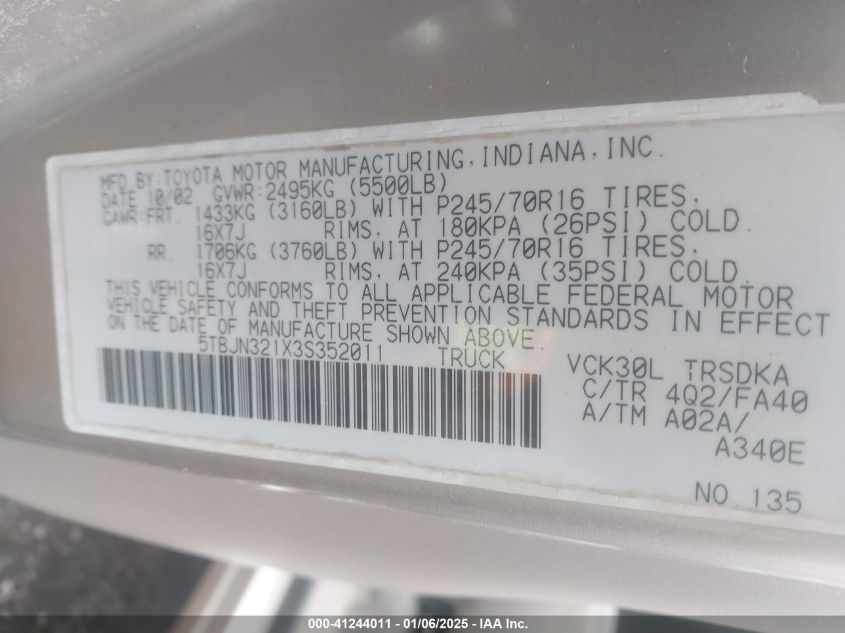 MFD BY: TOYOTA MOTOR MANUFACTURING, INDIANA, INC.
DATE 10/02 GVWR: 2495KG (5500LB)
GAWR: FRT. 1433KG (3160LB) WITH P245/70R16 TIRES,
16X7J RIMS, AT 180KPA (26PSI) COLD.
RR. 1706KG (3760LB) WITH P245/70R16 TIRES,
16X7J RIMS, AT 240KPA (35PSI) COLD.
THIS VEHICLE CONFORMS TO ALL APPLICABLE FEDERAL MOTOR
VEHICLE SAFETY AND THEFT PREVENTION STANDARDS IN EFFECT
ON THE DATE OF MANUFACTURE SHOWN ABOVE.
5TBJN321X3S352011 TRUCK
VCK30L TRSDKA
C/TR 4Q2/FA40
A/TM A02A/
A340E
NO 135
000-41244011 - 01/06/2025 - IAA Inc.